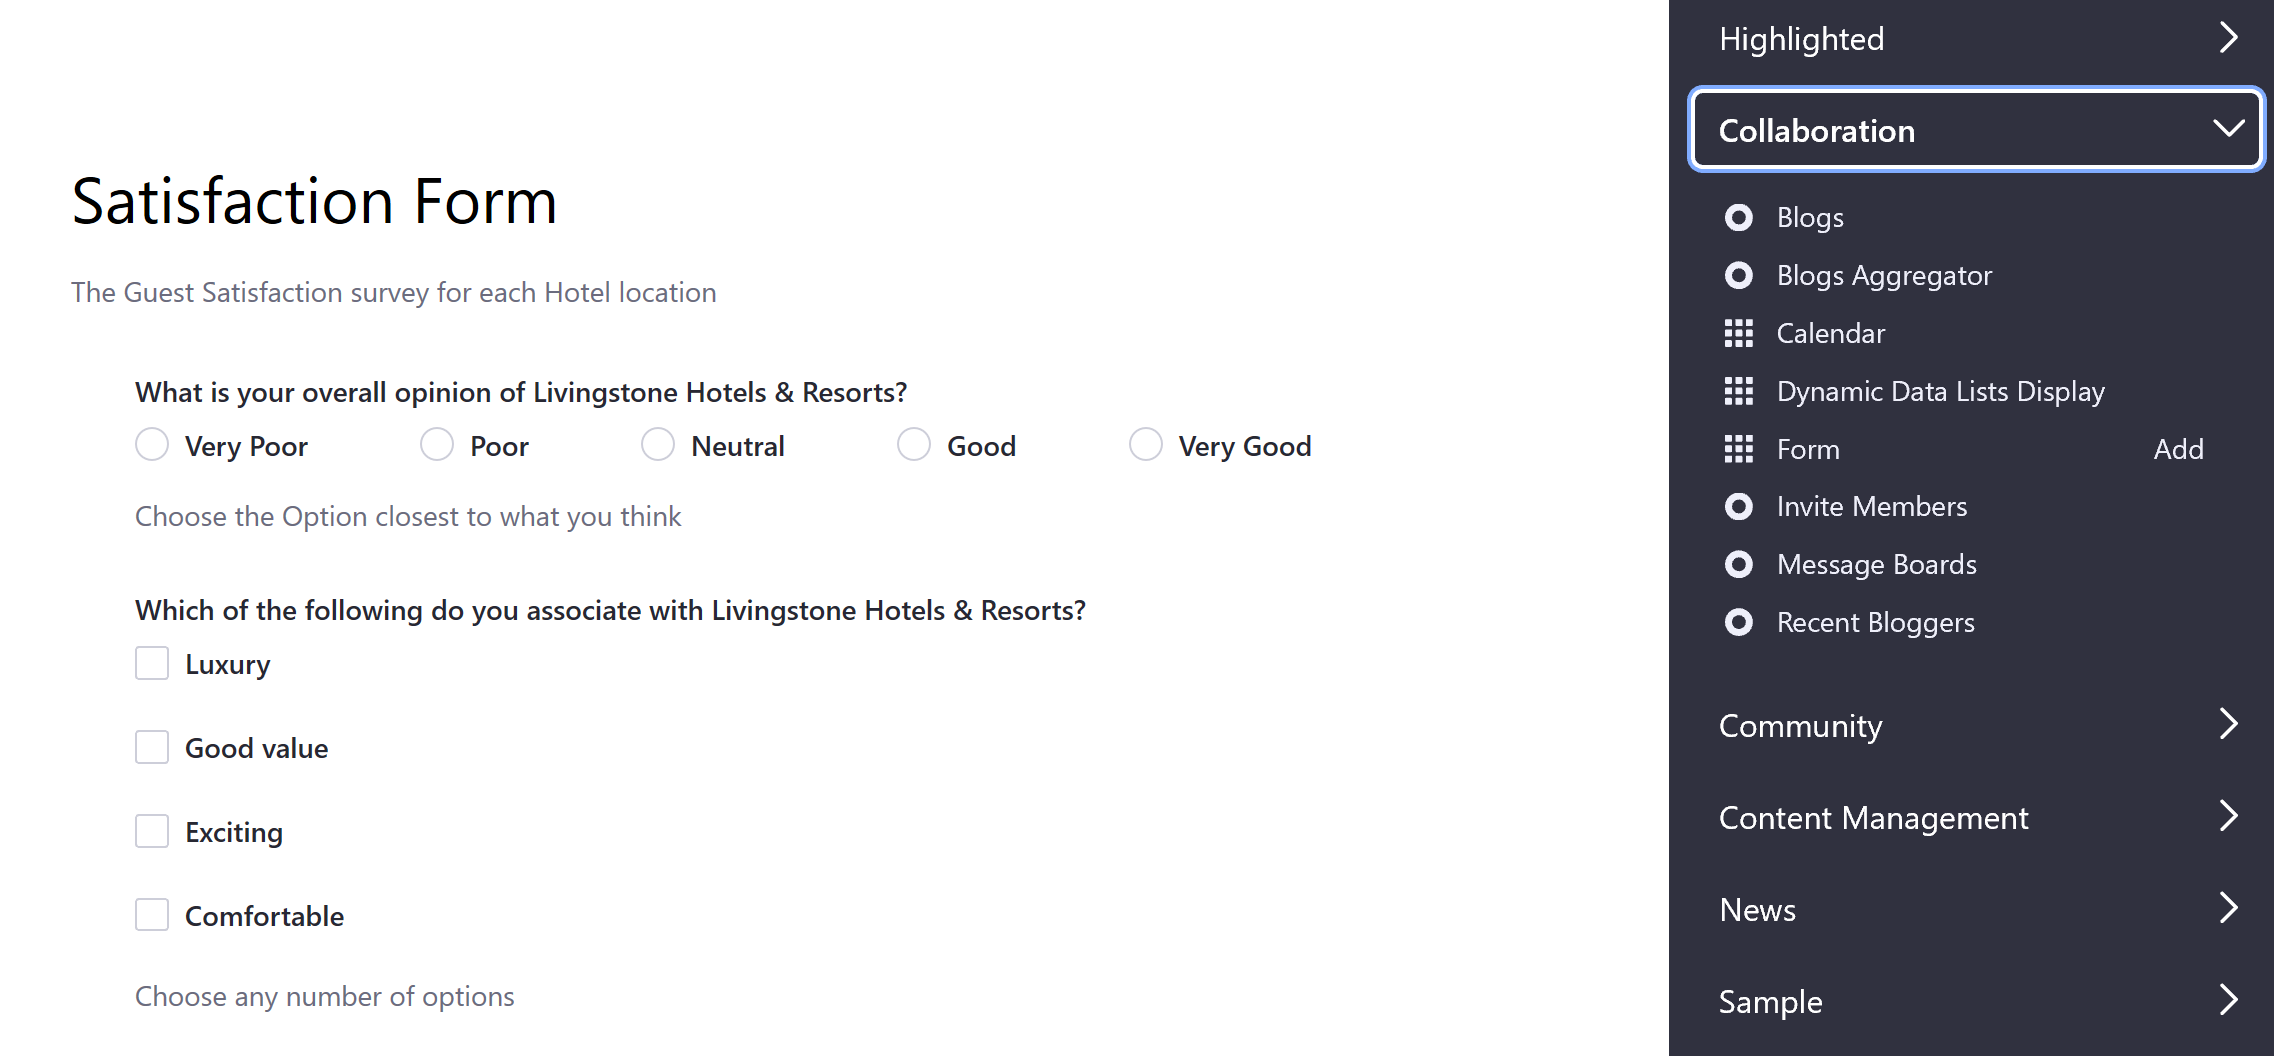 Satisfaction Form
The Guest Satisfaction survey for each Hotel location
What is your overall opinion of Livingstone Hotels & Resorts?
Very Poor Poor Neutral Good Very Good
Choose the Option closest to what you think
Which of the following do you associate with Livingstone Hotels & Resorts?
Luxury
Good value
Exciting
Comfortable
Choose any number of options
Highlighted
Collaboration
Blogs
Blogs Aggregator
Calendar
Dynamic Data Lists Display
Form Add
Invite Members
Message Boards
Recent Bloggers
Community
Content Management
News
Sample